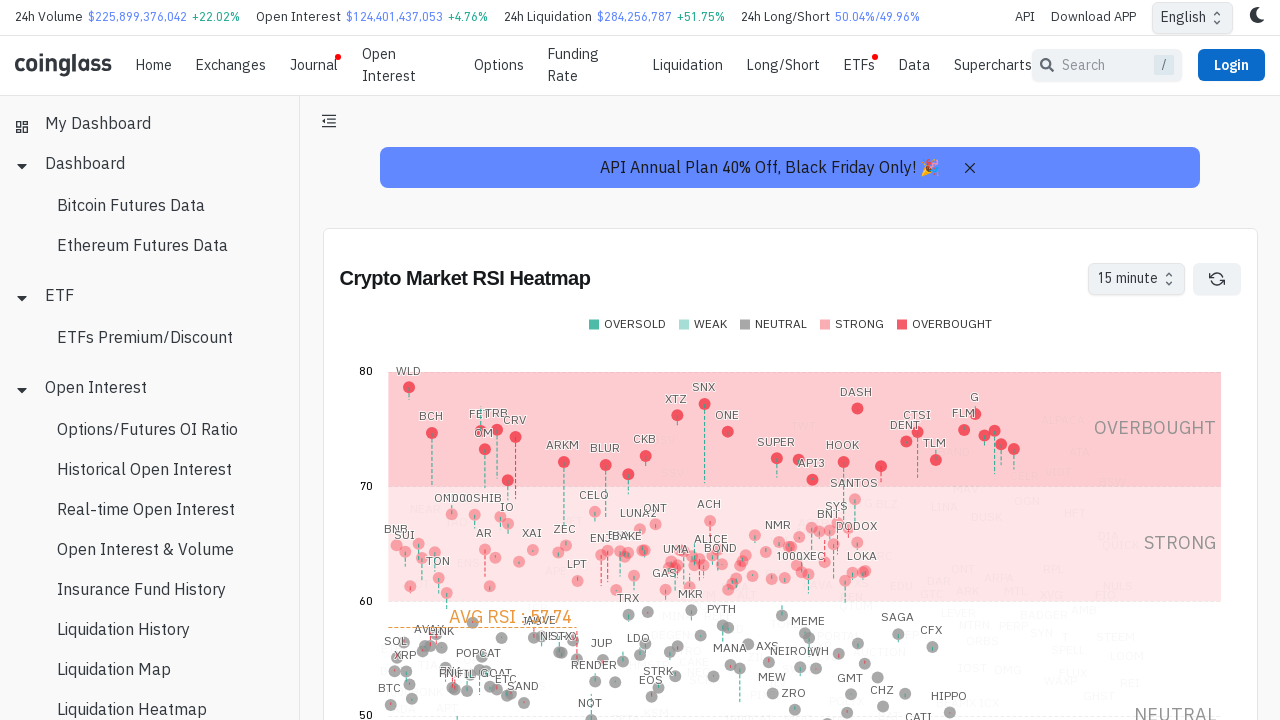 24h Volume $225,899,376,042 +22.02% Open Interest $124,401,437,053 +4.76% 24h Liquidation $284,256,787 +51.75% 24h Long/Short 50.04%/49.96% API Download APP English
coinglass Home Exchanges Journal Open Interest Options Funding Rate Liquidation Long/Short ETFs Data Supercharts Search / Login
My Dashboard
Dashboard
Bitcoin Futures Data
Ethereum Futures Data
ETF
ETFs Premium/Discount
Open Interest
Options/Futures OI Ratio
Historical Open Interest
Real-time Open Interest
Open Interest & Volume
Insurance Fund History
Liquidation History
Liquidation Map
Liquidation Heatmap
API Annual Plan 40% Off, Black Friday Only! 🎉
Crypto Market RSI Heatmap
15 minute
OVERSOLD WEAK NEUTRAL STRONG OVERBOUGHT
80
WLD
SNX
DASH
XTZ
G
BCH
TRB
CRV
ONE
CTSI
FLM
DENT
OM
ARKM
BLUR
CKB
SUPER
HOOK
TLM
OVERBOUGHT
API3
70
SANTOS
CELO
1000SHIB
IO
LUNA2
ONT
ACH
SYS
BNT
BNB
SUI
AR
XAI
ZEC
ENJ
BAKE
ALICE
NMR
DODOX
STRONG
TON
LPT
UMA
BOND
1000XEC
LOKA
GAS
60
TRX
MKR
PYTH
AVG RSI : 57.74
MEME
SAGA
CFX
LINK
SOL
XRP
POPCAT
JUP
LDO
MANA
AXS
NEIRO
RENDER
STRK
FIL
GOAT
ETC
EOS
MEW
GMT
BTC
SAND
ZRO
CHZ
HIPPO
NOT
CATI
50
NEUTRAL